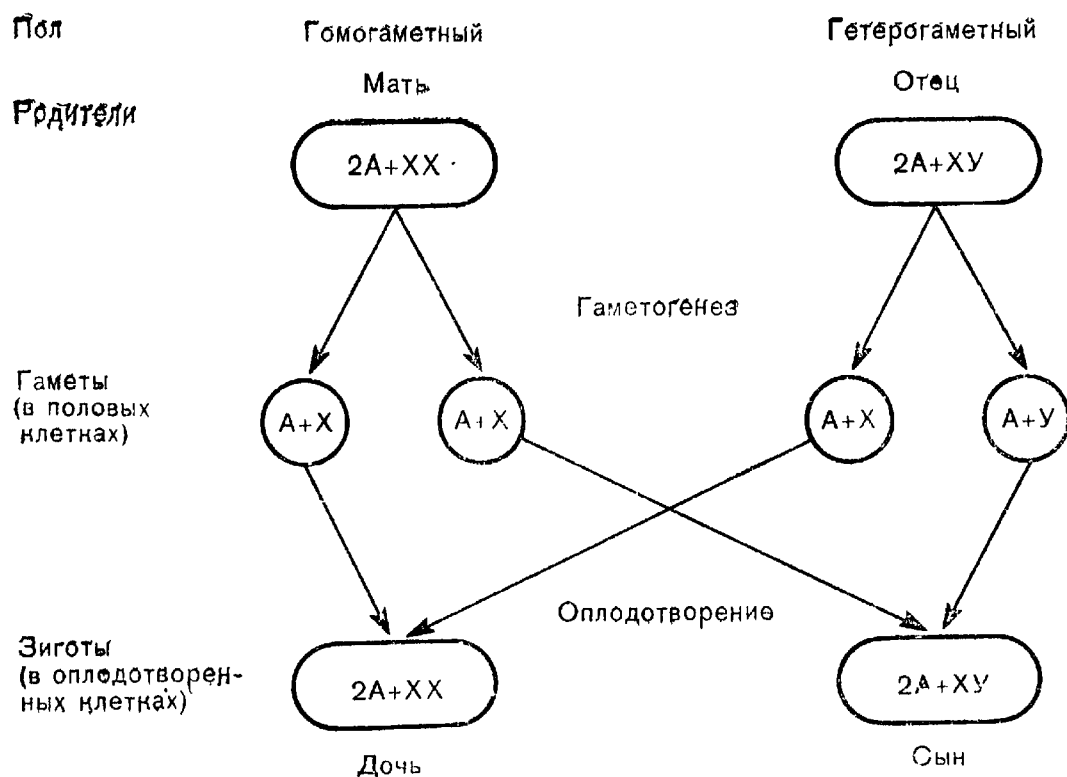 Пол Гомогаметный Гетерогаметный
Мать Отец
Родители
2А+ХХ 2А+ХУ
Гаметогенез
Гаметы
(в половых
клетках)
А+Х А+Х А+Х А+У
Оплодотворение
Зиготы
(в оплодотворен-
ных клетках)
2А+ХХ 2А+ХУ
Дочь Сын